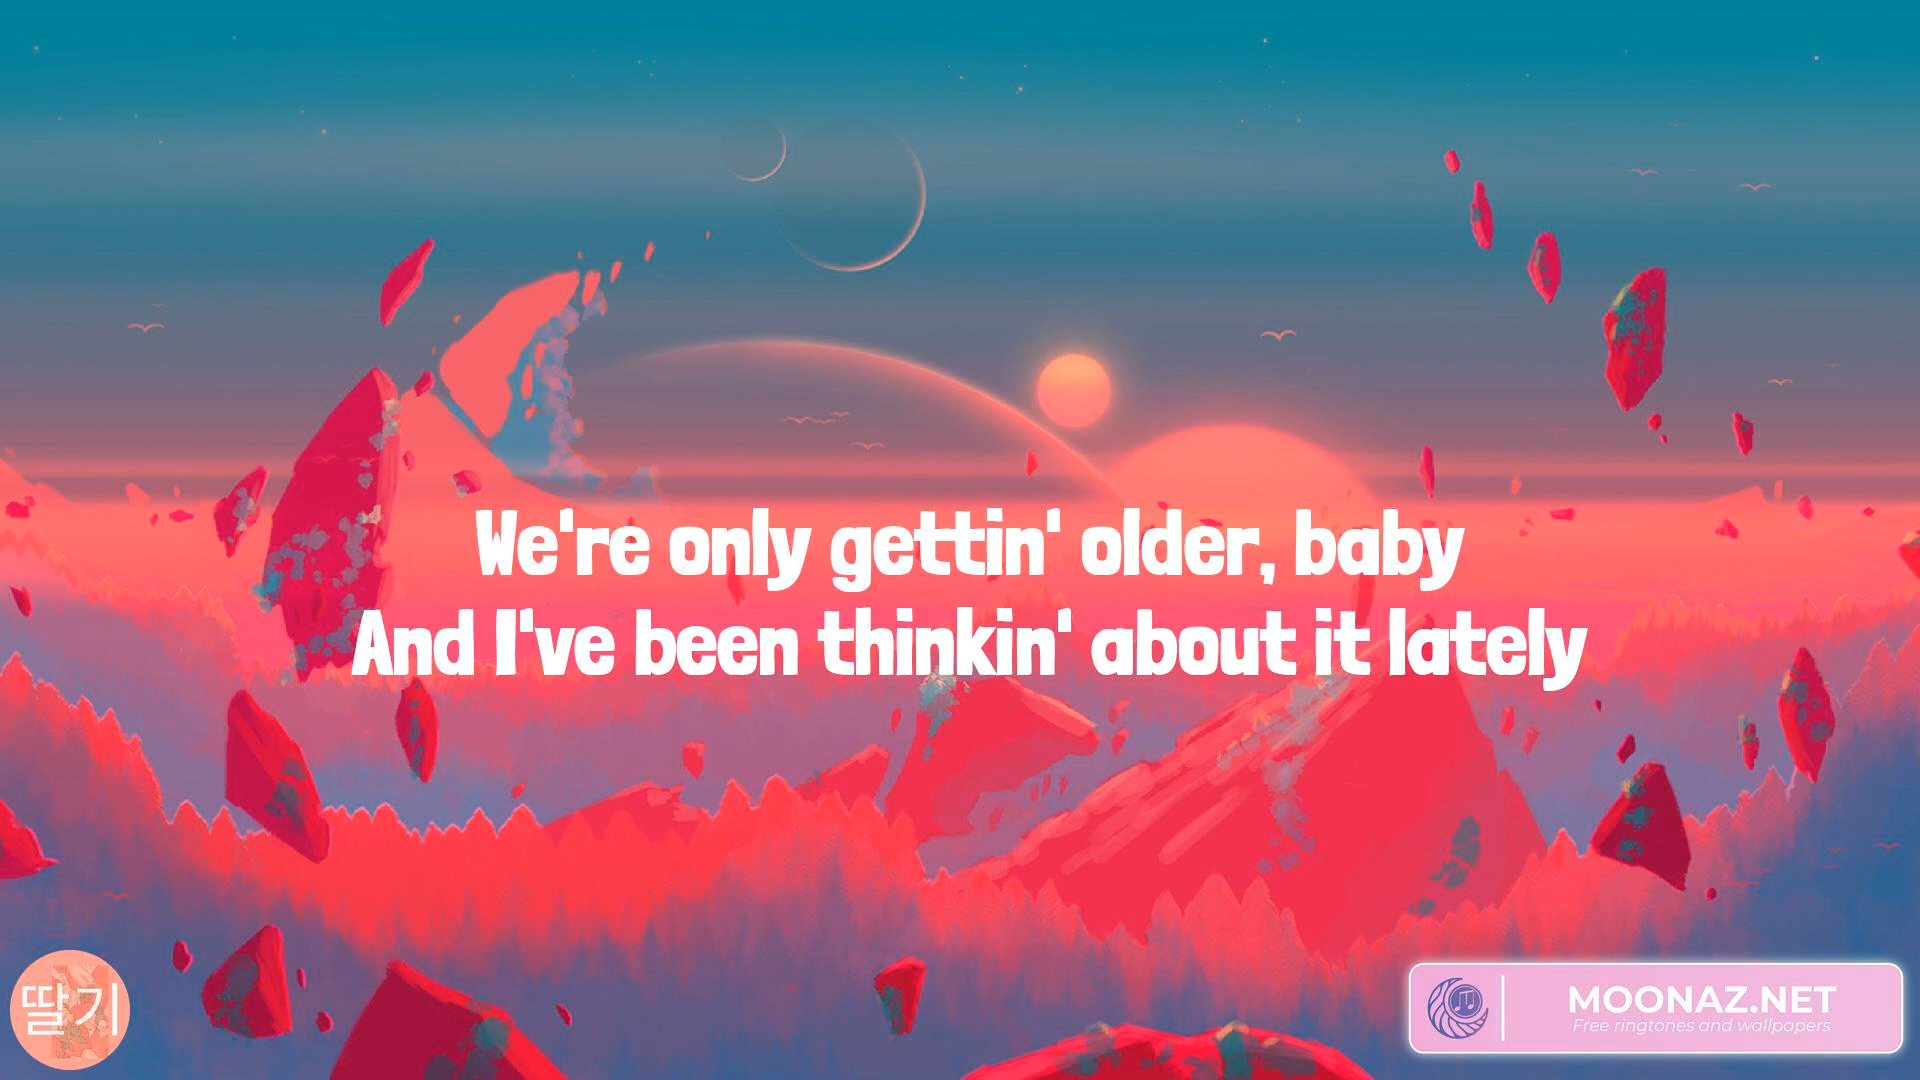 We're only gettin' older, baby
And I've been thinkin' about it lately
딸기
MOONAZ.NET
Free ringtones and wallpapers